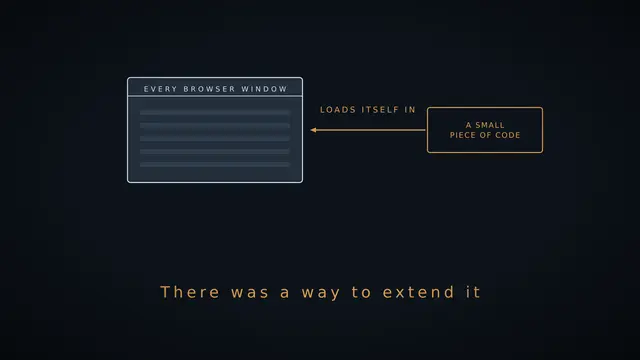 EVERY BROWSER WINDOW
LOADS ITSELF IN
A SMALL
PIECE OF CODE
There was a way to extend it